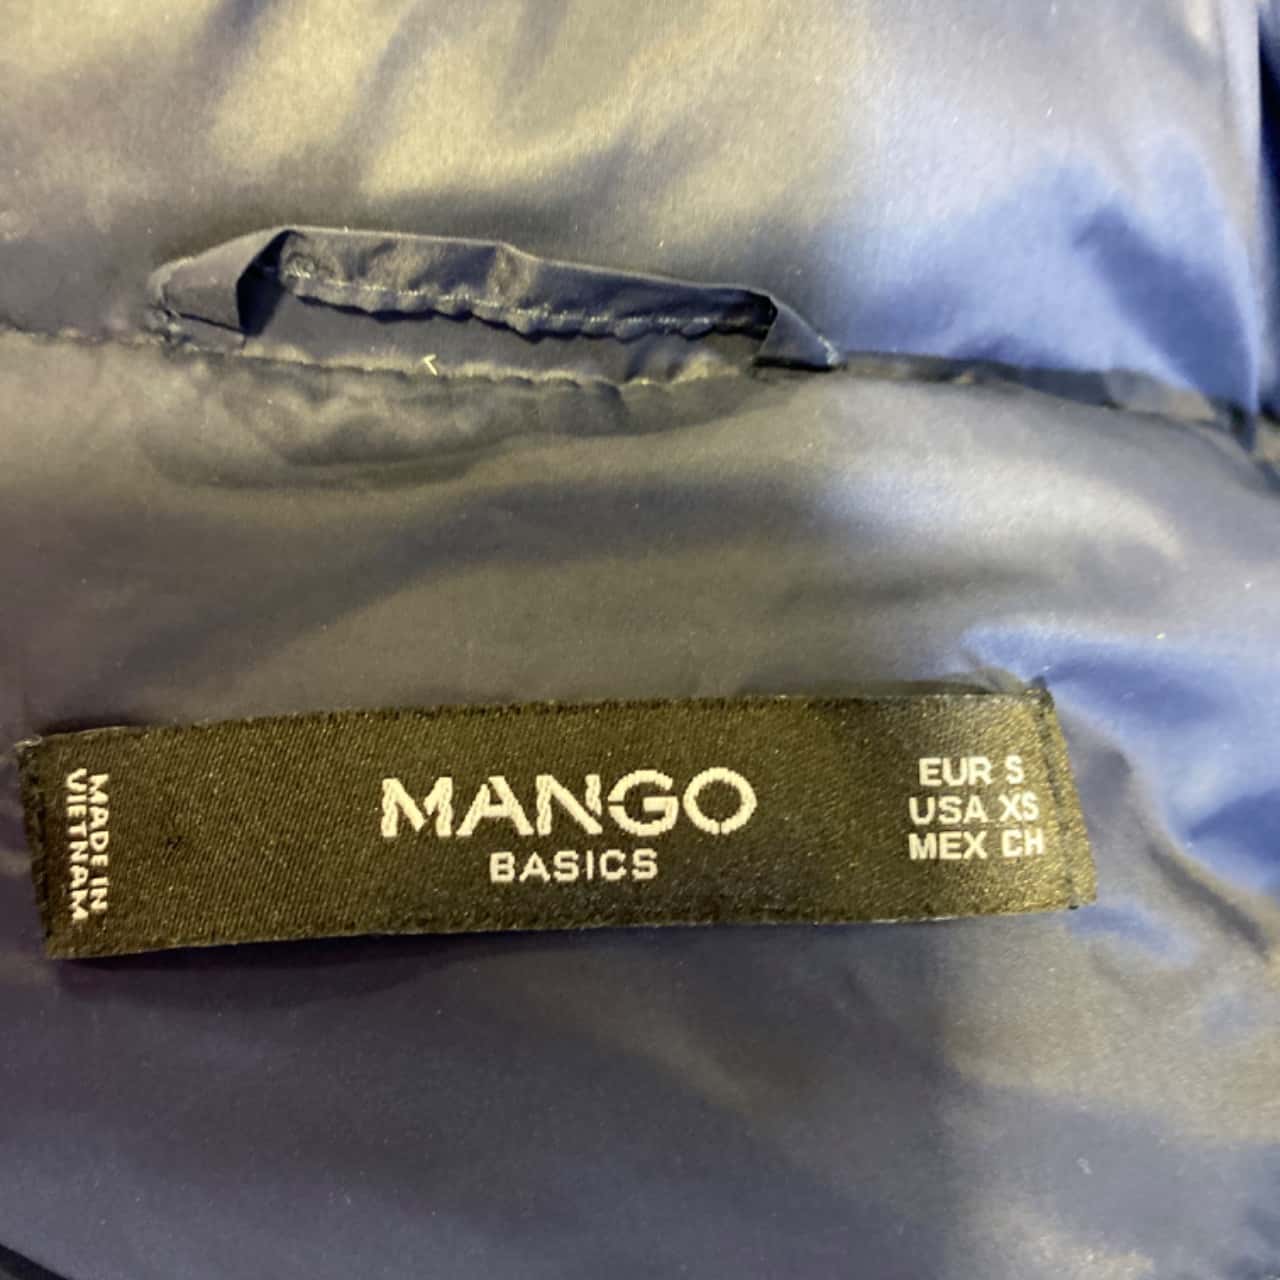 MADE IN
VIETNAM
MANGO
BASICS
EUR S
USA XS
MEX CH